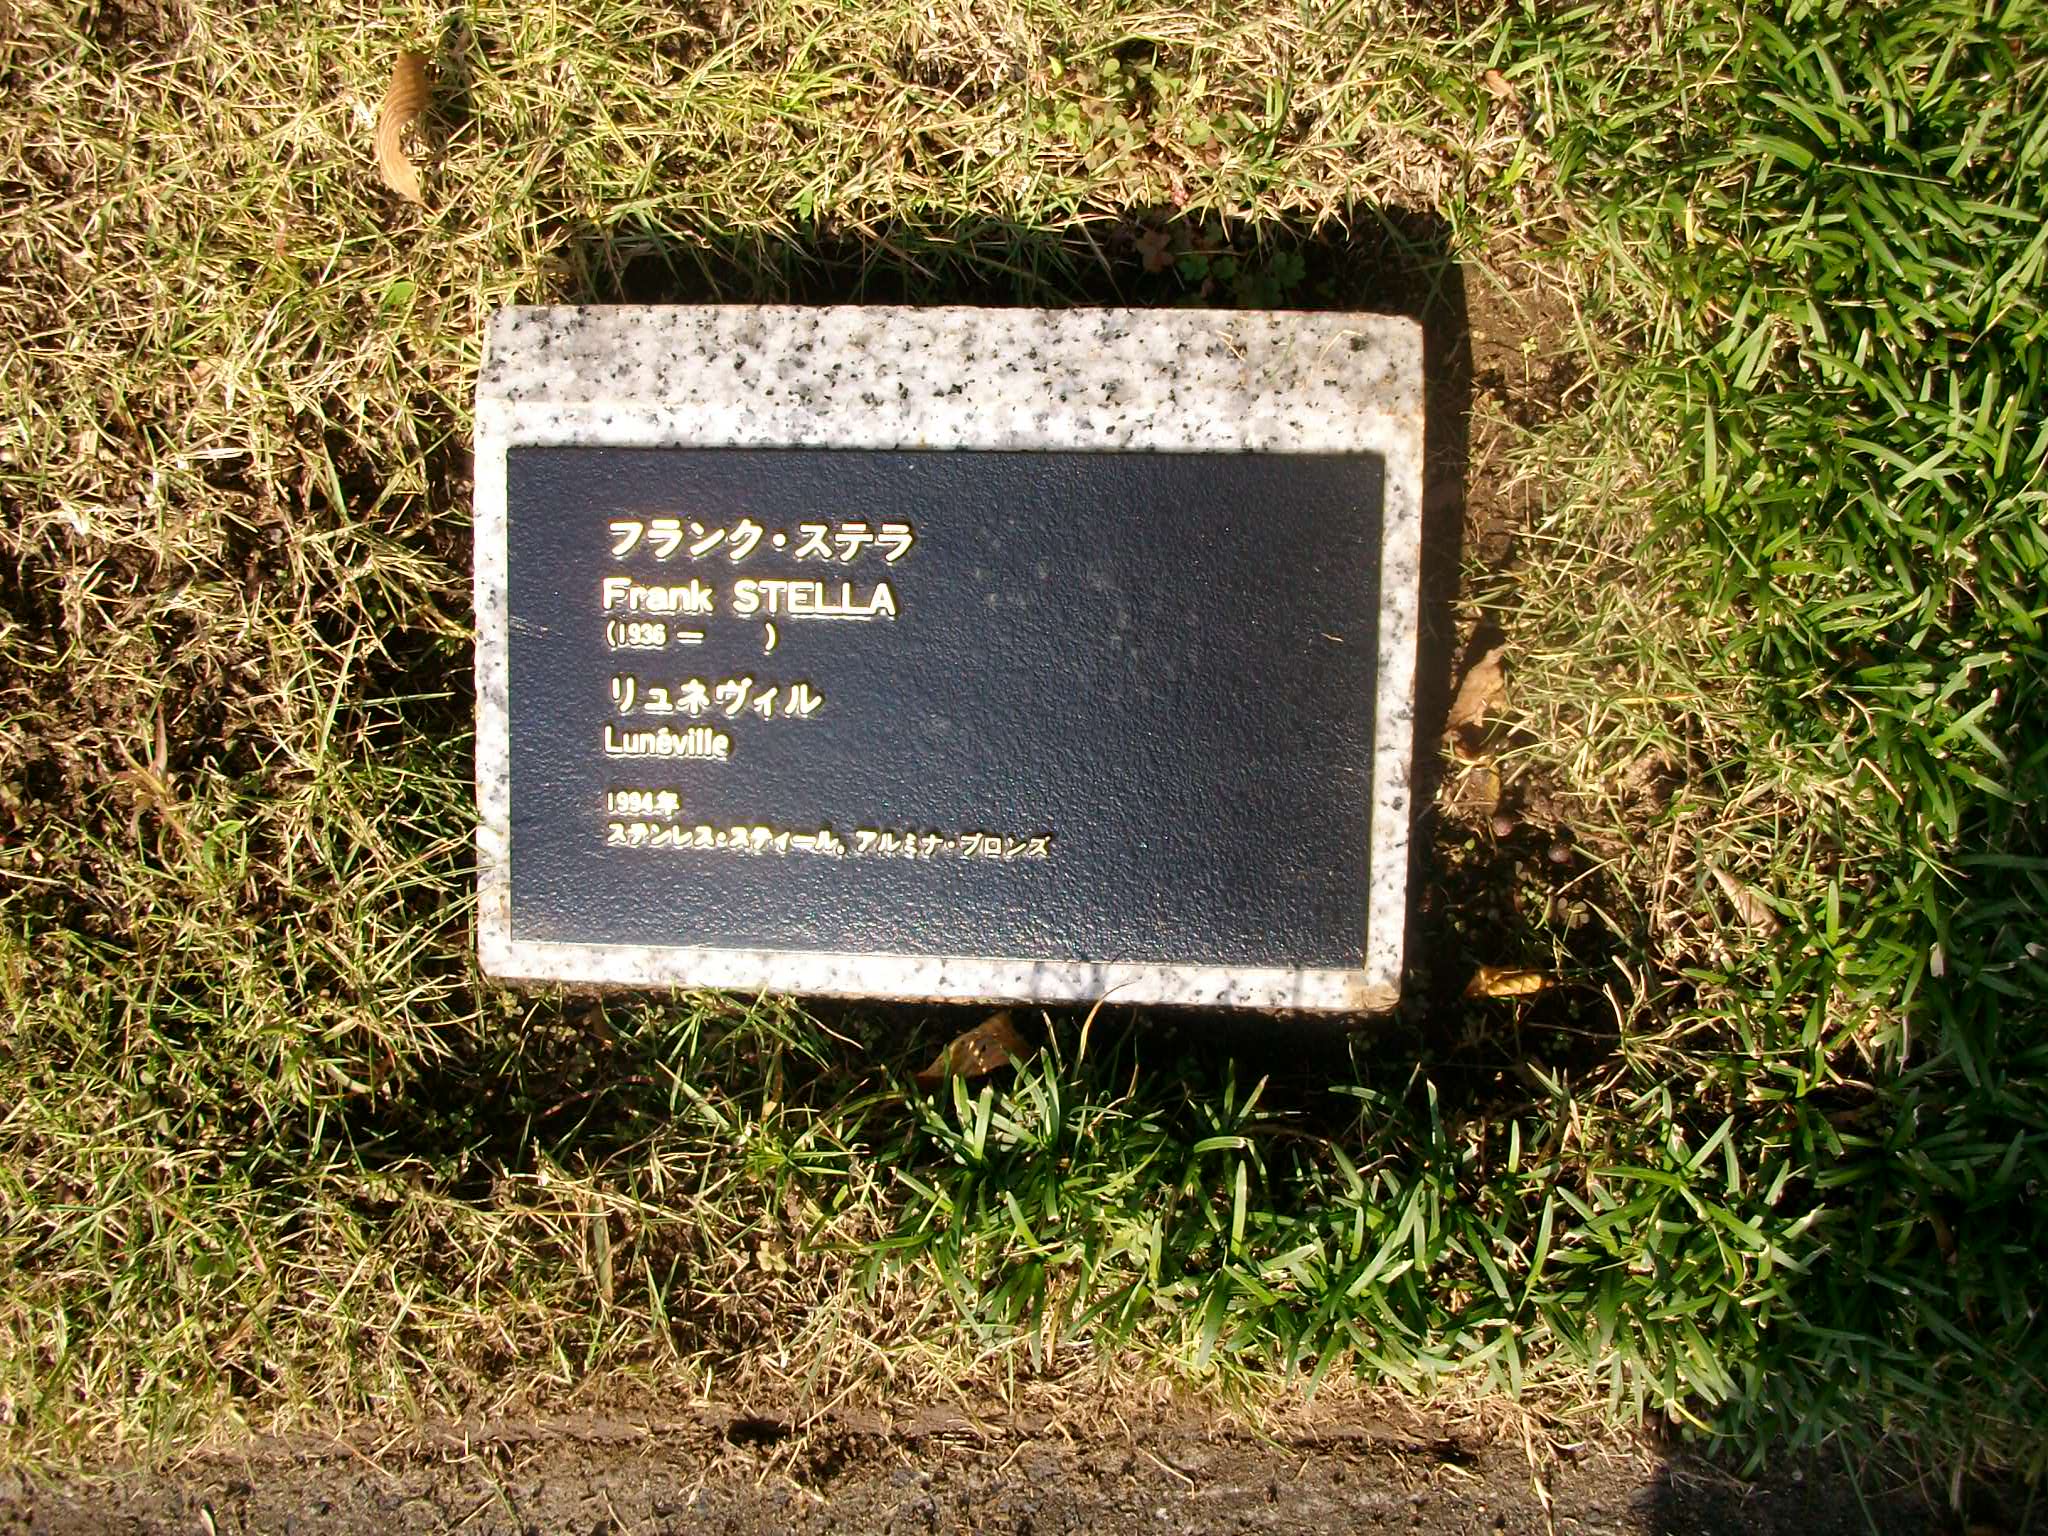 フランク・ステラ
Frank STELLA
(1936 —     )
リュネヴィル
Lunéville
1994年
ステンレス・スティール, アルミナ・ブロンズ